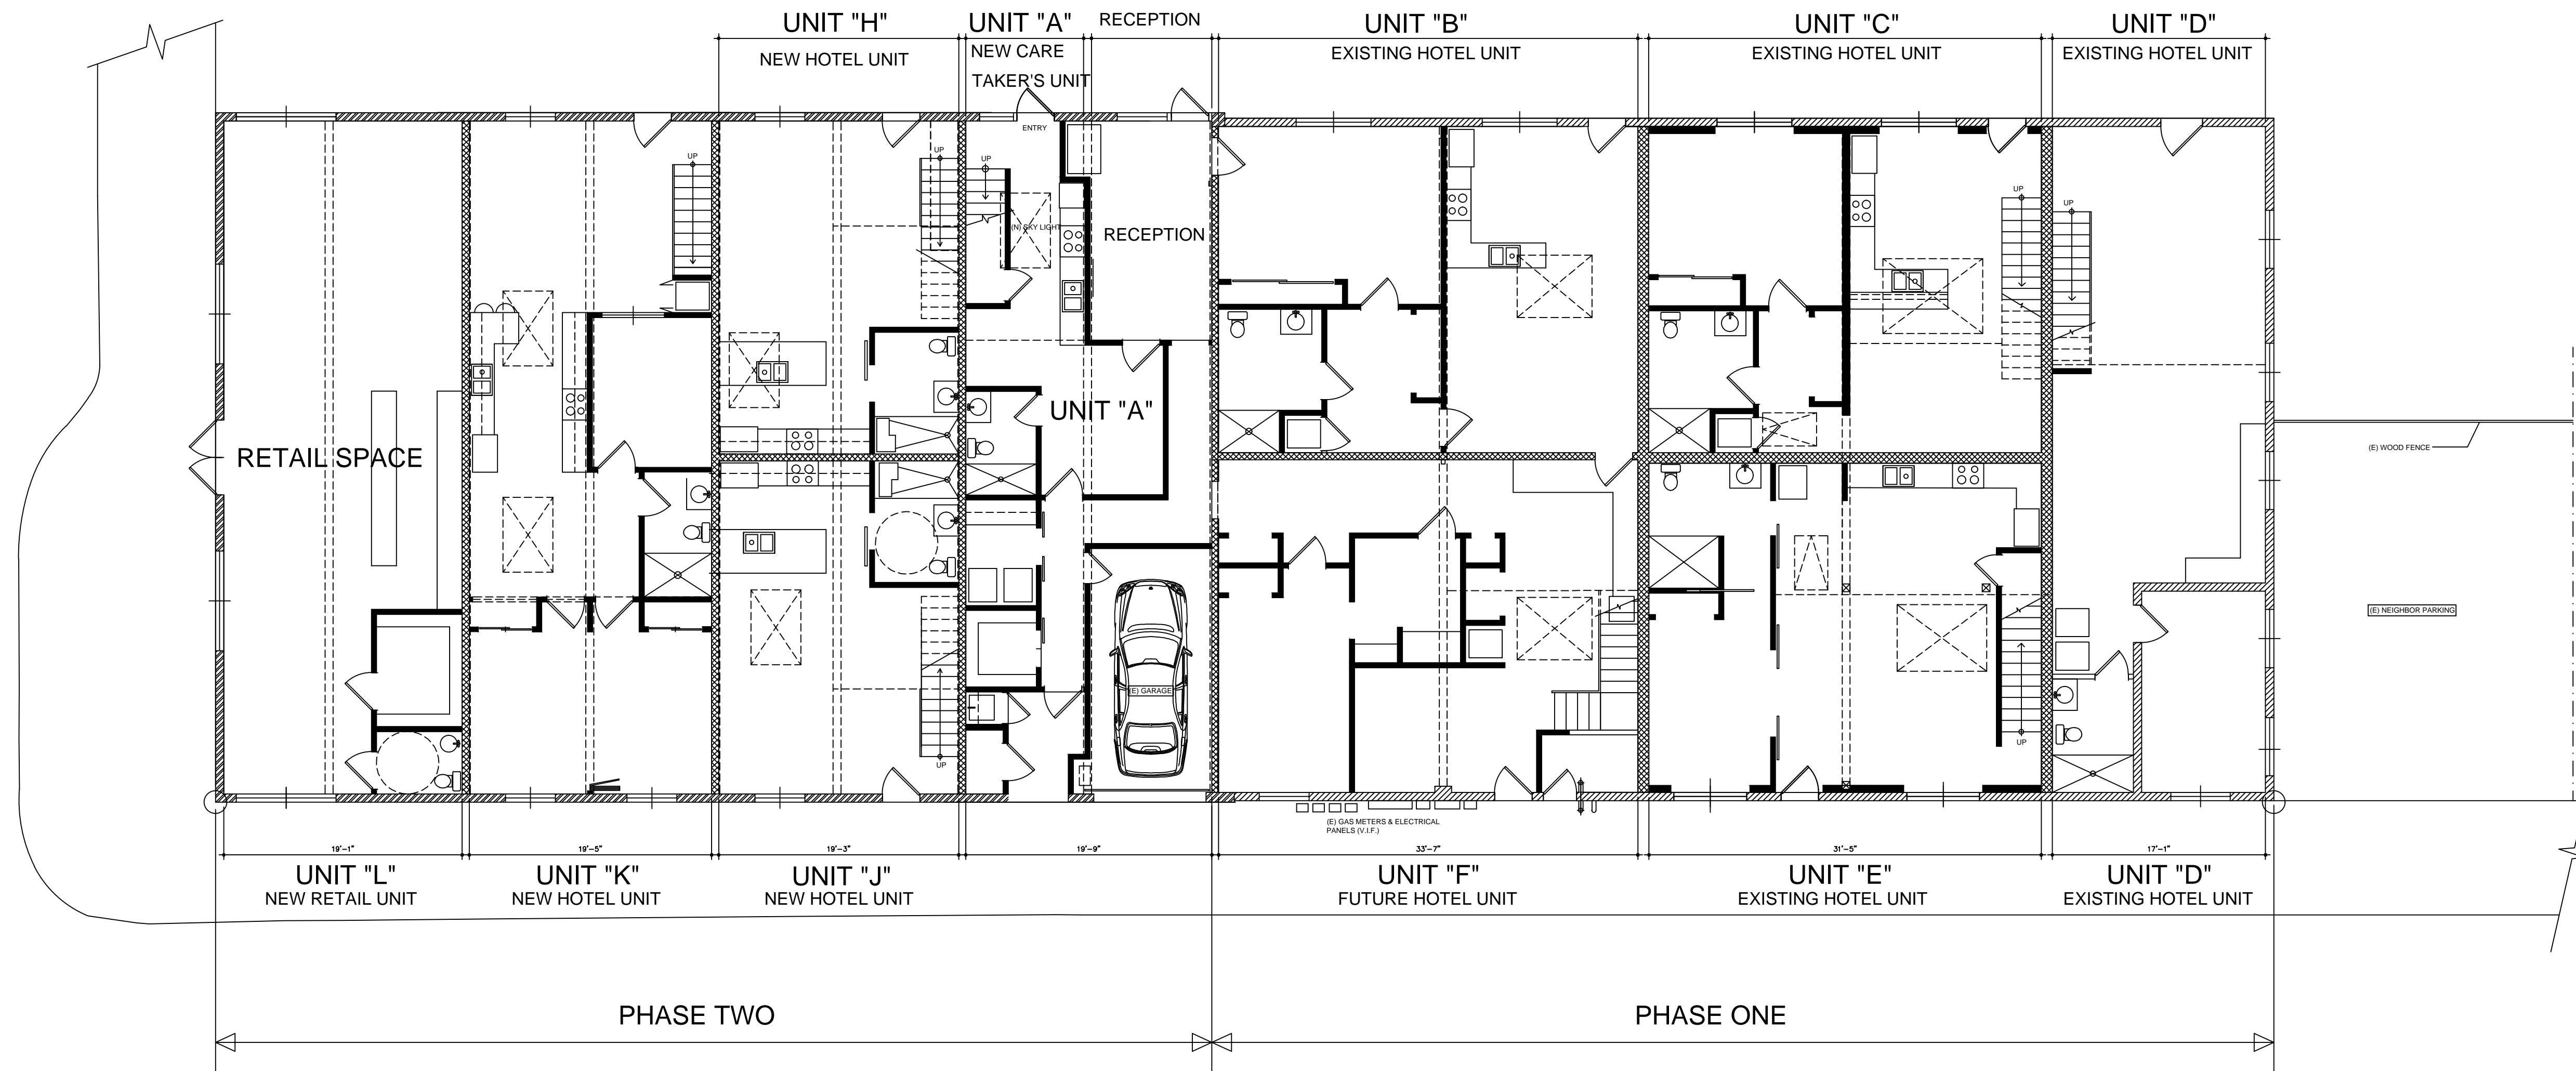 UNIT "H"
NEW HOTEL UNIT
UNIT "A"
NEW CARE
TAKER'S UNIT
RECEPTION
UNIT "B"
EXISTING HOTEL UNIT
UNIT "C"
EXISTING HOTEL UNIT
UNIT "D"
EXISTING HOTEL UNIT
ENTRY
UP
UP
UP
UP
UP
(N) SKY LIGHT
RECEPTION
UNIT "A"
RETAIL SPACE
(E) WOOD FENCE
(E) NEIGHBOR PARKING
(E) GARAGE
UP
UP
(E) GAS METERS & ELECTRICAL
PANELS (V.I.F.)
19'-1"
19'-5"
19'-3"
19'-9"
33'-7"
31'-5"
17'-1"
UNIT "L"
NEW RETAIL UNIT
UNIT "K"
NEW HOTEL UNIT
UNIT "J"
NEW HOTEL UNIT
UNIT "F"
FUTURE HOTEL UNIT
UNIT "E"
EXISTING HOTEL UNIT
UNIT "D"
EXISTING HOTEL UNIT
PHASE TWO
PHASE ONE